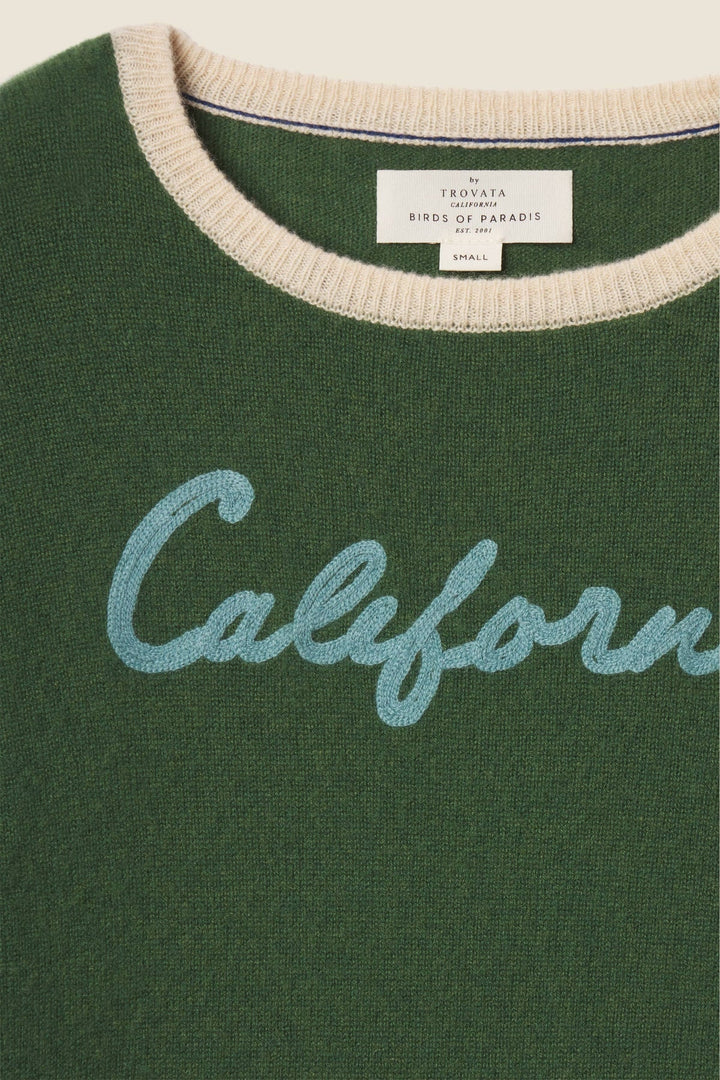 by
TROVATA
CALIFORNIA
BIRDS OF PARADIS
EST. 2001
SMALL
Californ